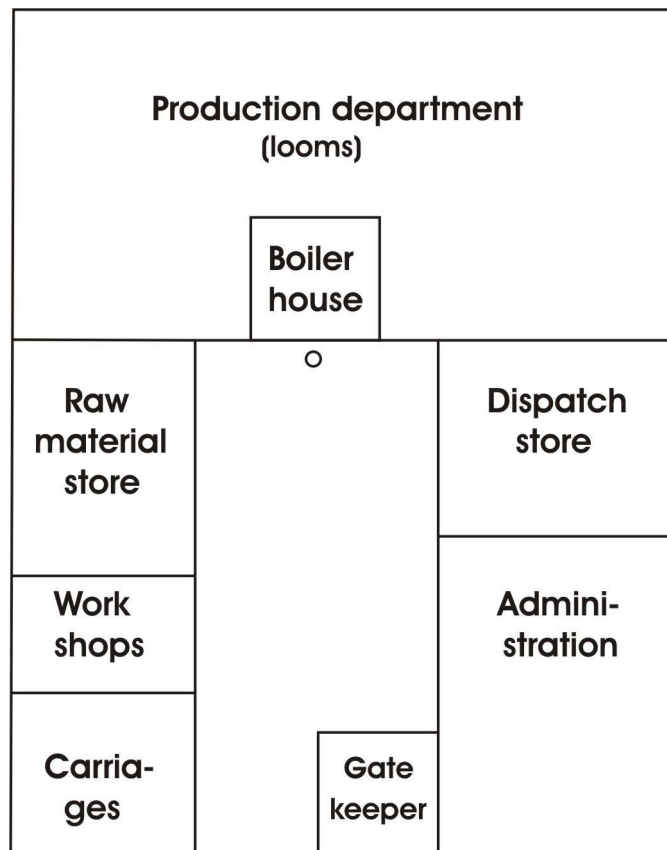 Production department
(looms)
Boiler
house
Raw
material
store
Dispatch
store
Work
shops
Admini-
stration
Carria-
ges
Gate
keeper